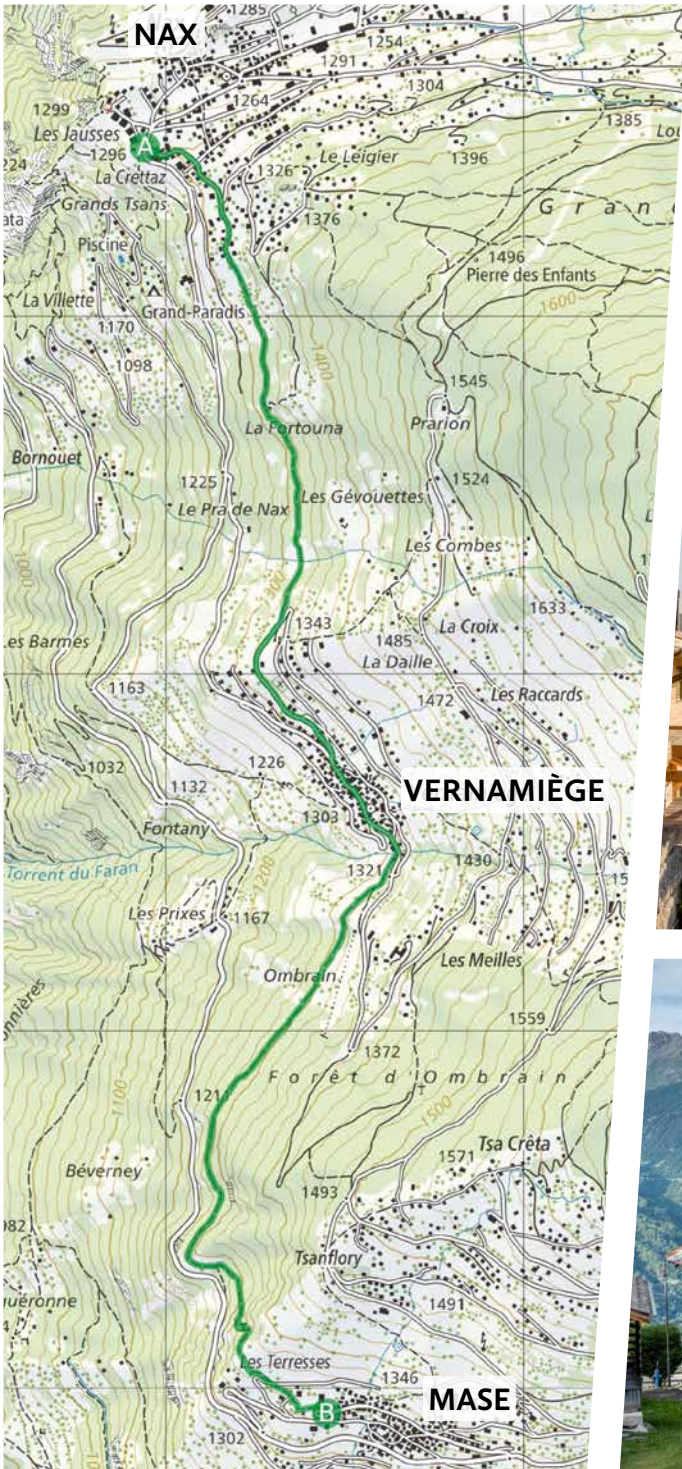 NAX
1285
1254
1291
1304
1299
1264
1385
Les Jausses
A
1296
La Crettaz
1326
Le Leigier
1396
Grands Tsans
1376
Piscine
1496
Pierre des Enfants
La Villette
1600
Grand-Paradis
1170
1400
1098
1545
La Fortouna
Prarion
Bornouet
1225
1524
Le Pra de Nax
Les Gévouettes
Les Combes
1000
1300
1343
1633
La Croix
Les Barmes
1485
La Daille
1163
1472
Les Raccards
1226
1032
1132
VERNAMIÈGE
1303
Fontany
Torrent du Faran
1321
1430
1200
Les Prixes
1167
Les Meilles
Ombrain
1559
1372
Forêt d'Ombrain
1211
1100
1500
Tsa Crêta
1571
Béverney
1493
Tsanflory
1491
Les Terresses
1346
B
MASE
1302